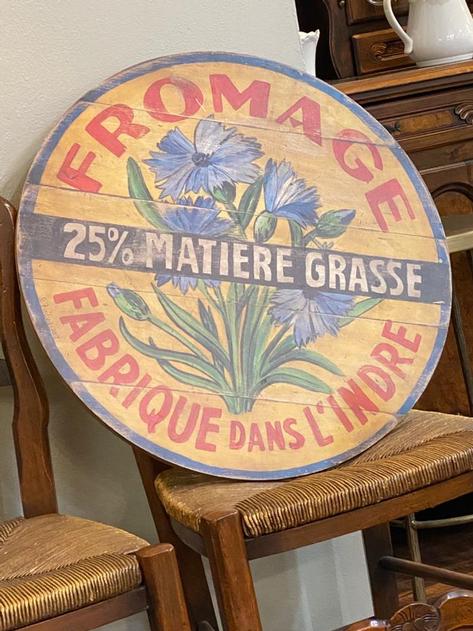 FROMAGE
25% MATIERE GRASSE
FABRIQUE DANS L'INDRE